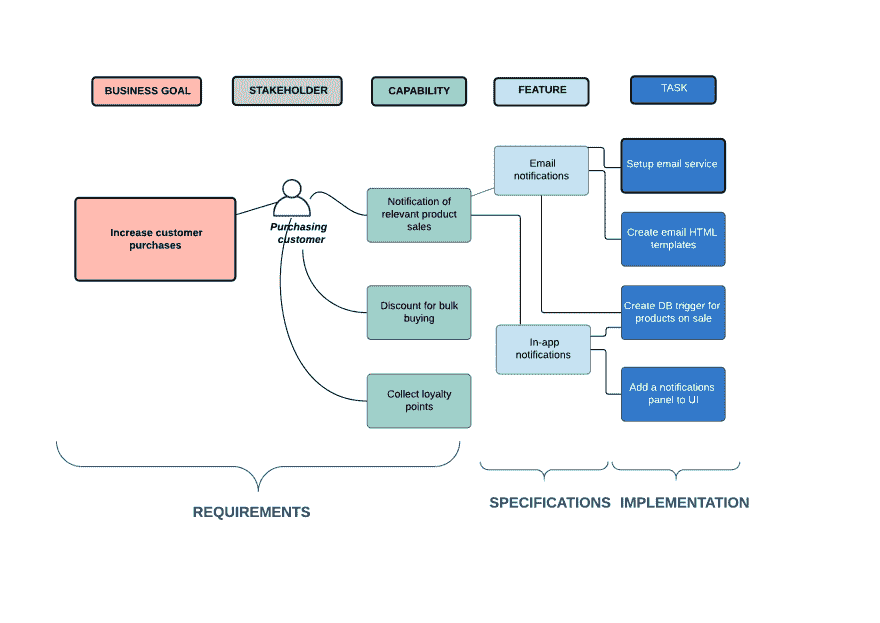 BUSINESS GOAL
STAKEHOLDER
CAPABILITY
FEATURE
TASK
Increase customer
purchases
Purchasing
customer
Notification of
relevant product
sales
Discount for bulk
buying
Collect loyalty
points
Email
notifications
In-app
notifications
Setup email service
Create email HTML
templates
Create DB trigger for
products on sale
Add a notifications
panel to UI
REQUIREMENTS
SPECIFICATIONS
IMPLEMENTATION